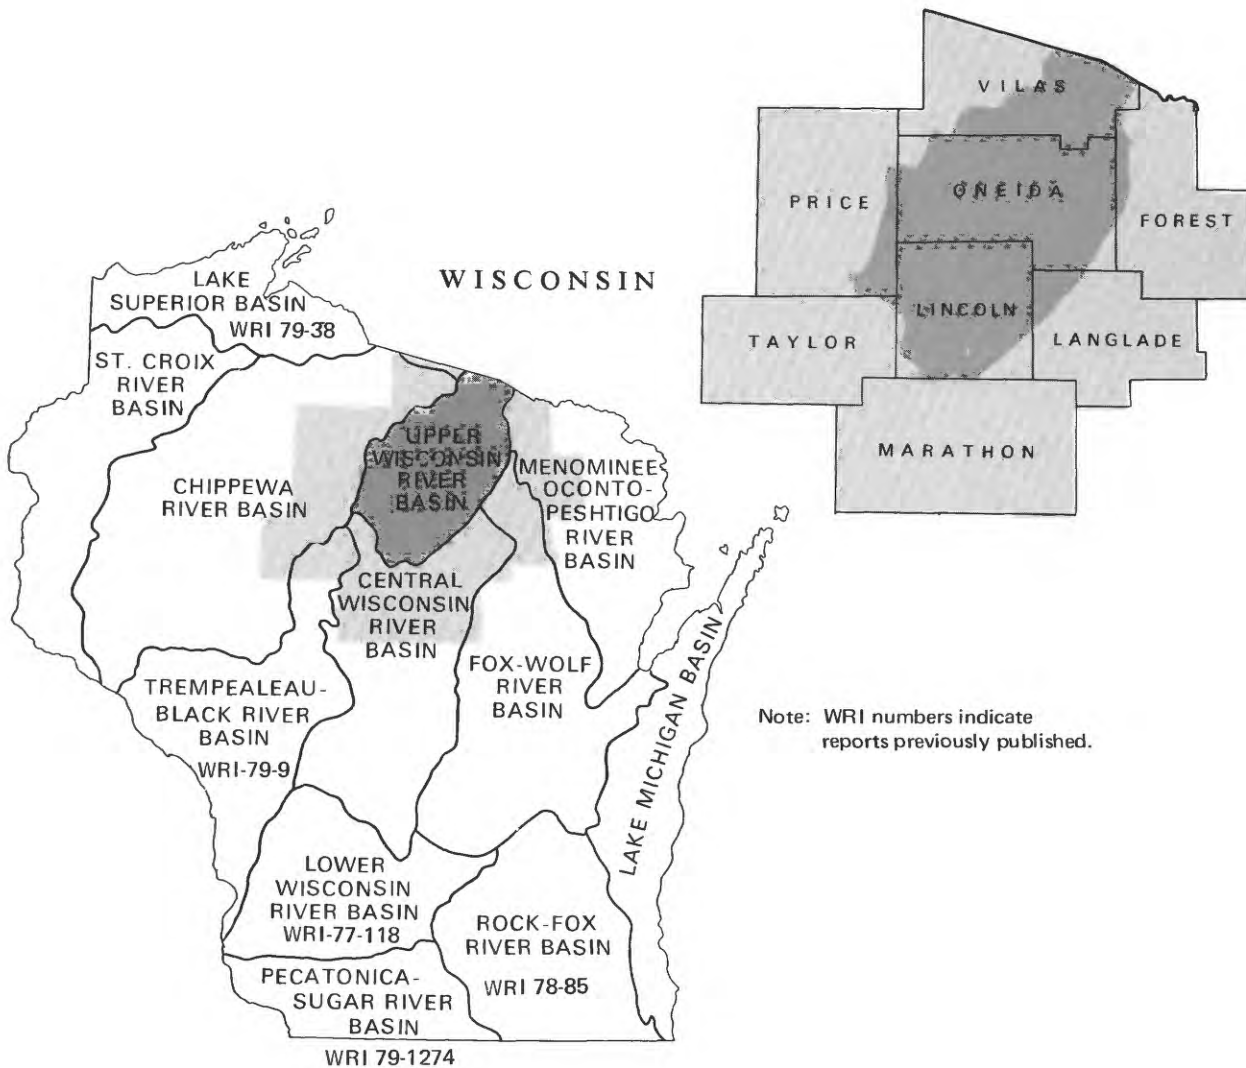 WISCONSIN
LAKE
SUPERIOR BASIN
WRI 79-38
ST. CROIX
RIVER
BASIN
CHIPPEWA
RIVER BASIN
UPPER
WISCONSIN
RIVER
BASIN
MENOMINEE-
OCONTO-
PESHTIGO
RIVER
BASIN
CENTRAL
WISCONSIN
RIVER
BASIN
TREMPEALEAU-
BLACK RIVER
BASIN
WRI-79-9
FOX-WOLF
RIVER
BASIN
LAKE MICHIGAN BASIN
LOWER
WISCONSIN
RIVER BASIN
WRI-77-118
ROCK-FOX
RIVER BASIN
WRI 78-85
PECATONICA-
SUGAR RIVER
BASIN
WRI 79-1274
VILAS
PRICE
ONEIDA
FOREST
LINCOLN
TAYLOR
LANGLADE
MARATHON
Note: WRI numbers indicate
reports previously published.